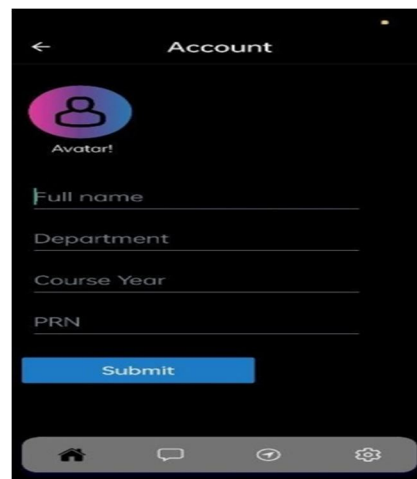 Account
Avatar!
Full name
Department
Course Year
PRN
Submit